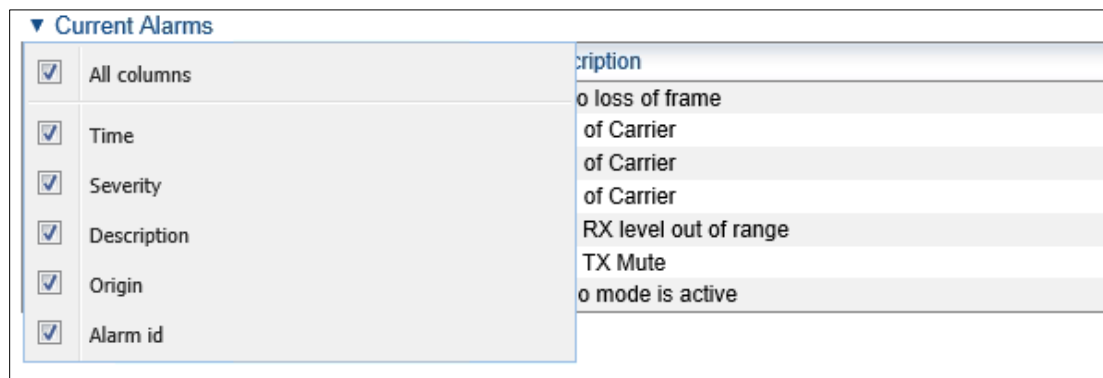 Current Alarms
All columns
cription
o loss of frame
Time
of Carrier
of Carrier
Severity
of Carrier
Description
RX level out of range
TX Mute
Origin
o mode is active
Alarm id